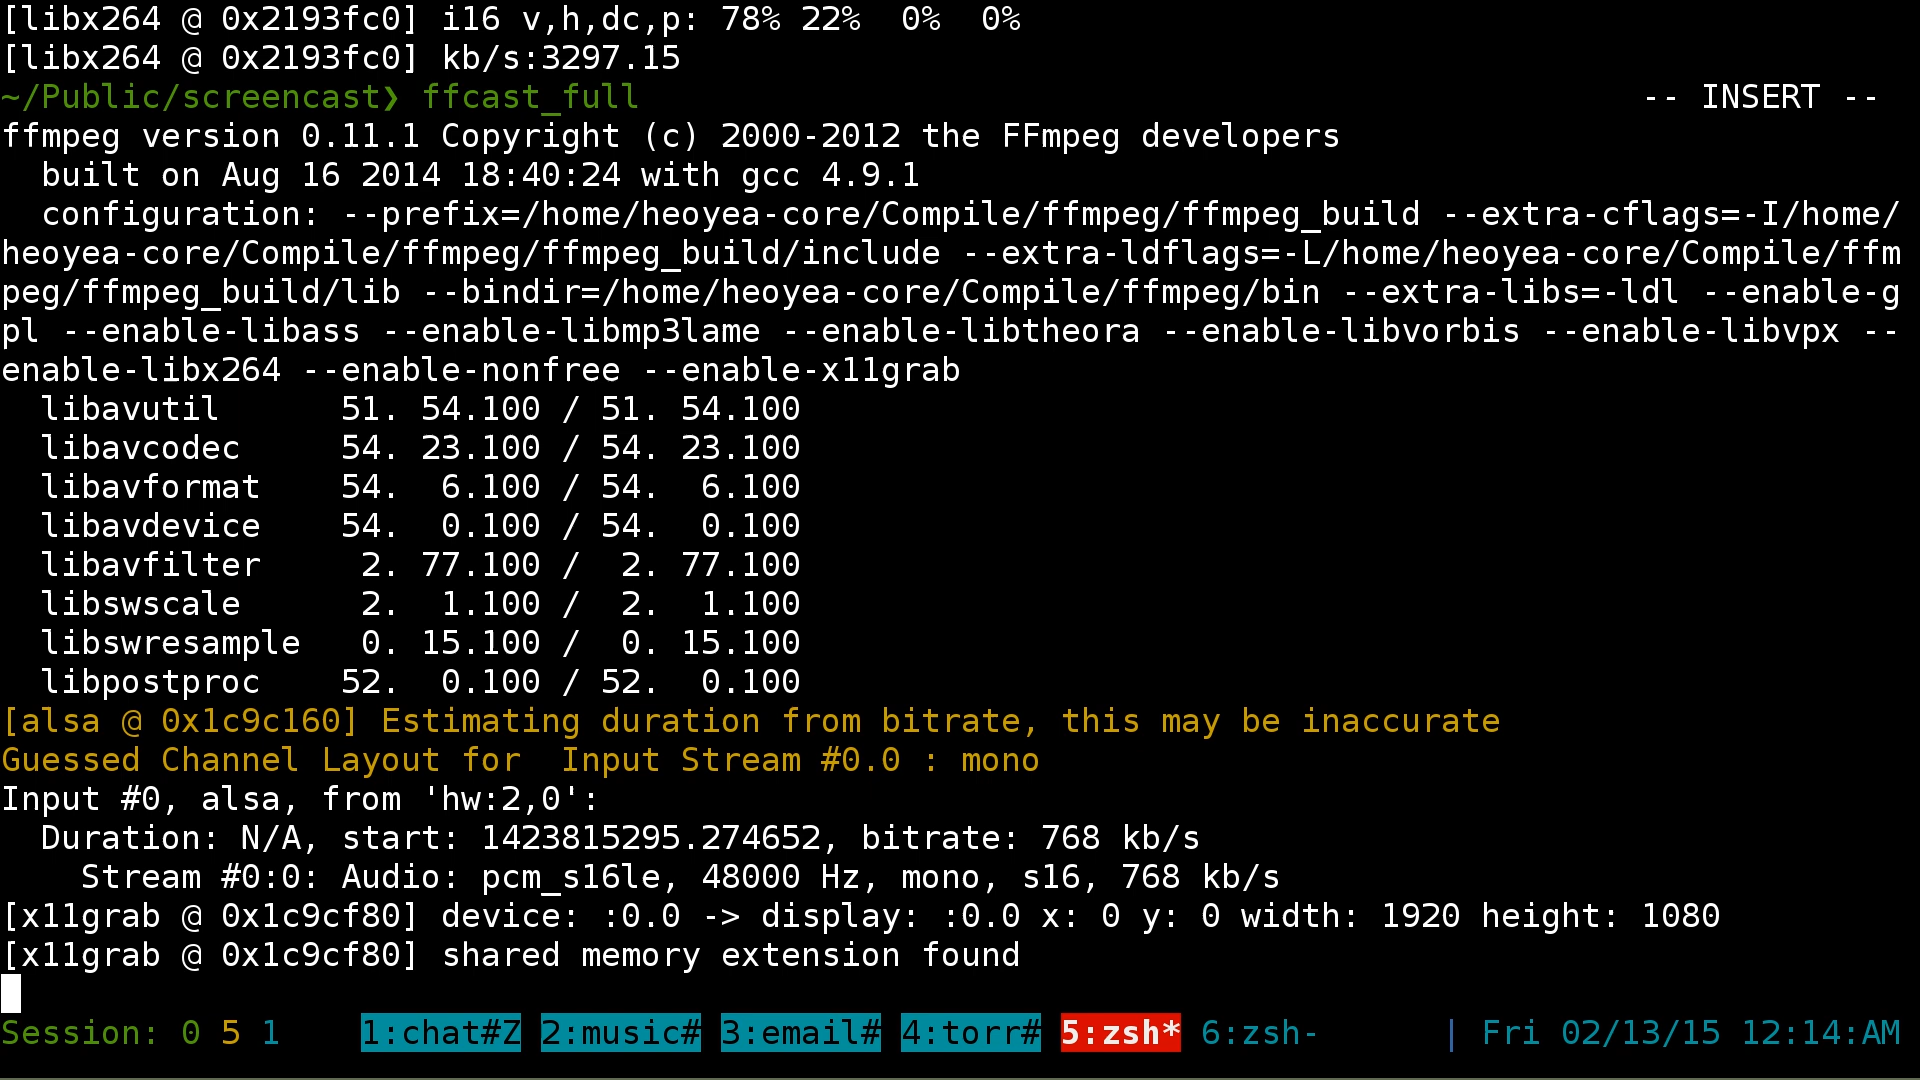 [libx264 @ 0x2193fc0] i16 v,h,dc,p: 78% 22%  0%  0%
[libx264 @ 0x2193fc0] kb/s:3297.15
~/Public/screencast❯ ffcast_full -- INSERT --
ffmpeg version 0.11.1 Copyright (c) 2000-2012 the FFmpeg developers
  built on Aug 16 2014 18:40:24 with gcc 4.9.1
  configuration: --prefix=/home/heoyea-core/Compile/ffmpeg/ffmpeg_build --extra-cflags=-I/home/
heoyea-core/Compile/ffmpeg/ffmpeg_build/include --extra-ldflags=-L/home/heoyea-core/Compile/ffm
peg/ffmpeg_build/lib --bindir=/home/heoyea-core/Compile/ffmpeg/bin --extra-libs=-ldl --enable-g
pl --enable-libass --enable-libmp3lame --enable-libtheora --enable-libvorbis --enable-libvpx --
enable-libx264 --enable-nonfree --enable-x11grab
  libavutil      51. 54.100 / 51. 54.100
  libavcodec     54. 23.100 / 54. 23.100
  libavformat    54.  6.100 / 54.  6.100
  libavdevice    54.  0.100 / 54.  0.100
  libavfilter     2. 77.100 /  2. 77.100
  libswscale      2.  1.100 /  2.  1.100
  libswresample   0. 15.100 /  0. 15.100
  libpostproc    52.  0.100 / 52.  0.100
[alsa @ 0x1c9c160] Estimating duration from bitrate, this may be inaccurate
Guessed Channel Layout for  Input Stream #0.0 : mono
Input #0, alsa, from 'hw:2,0':
  Duration: N/A, start: 1423815295.274652, bitrate: 768 kb/s
    Stream #0:0: Audio: pcm_s16le, 48000 Hz, mono, s16, 768 kb/s
[x11grab @ 0x1c9cf80] device: :0.0 -> display: :0.0 x: 0 y: 0 width: 1920 height: 1080
[x11grab @ 0x1c9cf80] shared memory extension found
Session: 0 5 1    1:chat#Z 2:music# 3:email# 4:torr# 5:zsh* 6:zsh- | Fri 02/13/15 12:14:AM